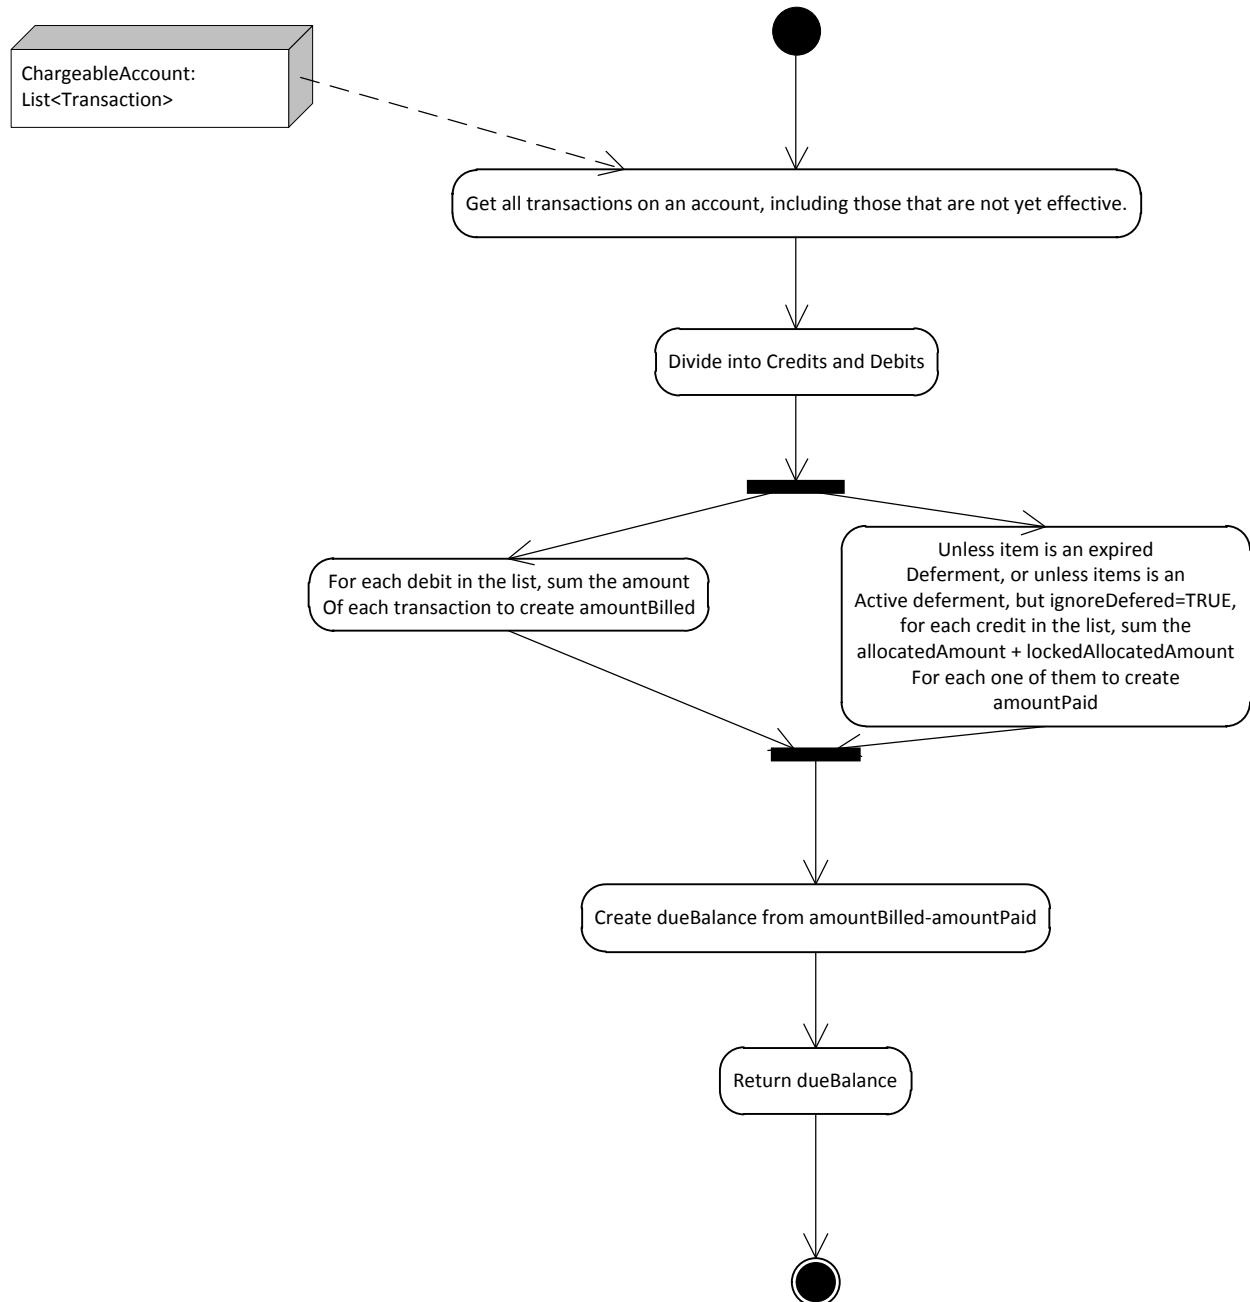 ChargeableAccount:
List<Transaction>
Get all transactions on an account, including those that are not yet effective.
Divide into Credits and Debits
For each debit in the list, sum the amount
Of each transaction to create amountBilled
Unless item is an expired
Deferment, or unless items is an
Active deferment, but ignoreDefered=TRUE,
for each credit in the list, sum the
allocatedAmount + lockedAllocatedAmount
For each one of them to create
amountPaid
Create dueBalance from amountBilled-amountPaid
Return dueBalance